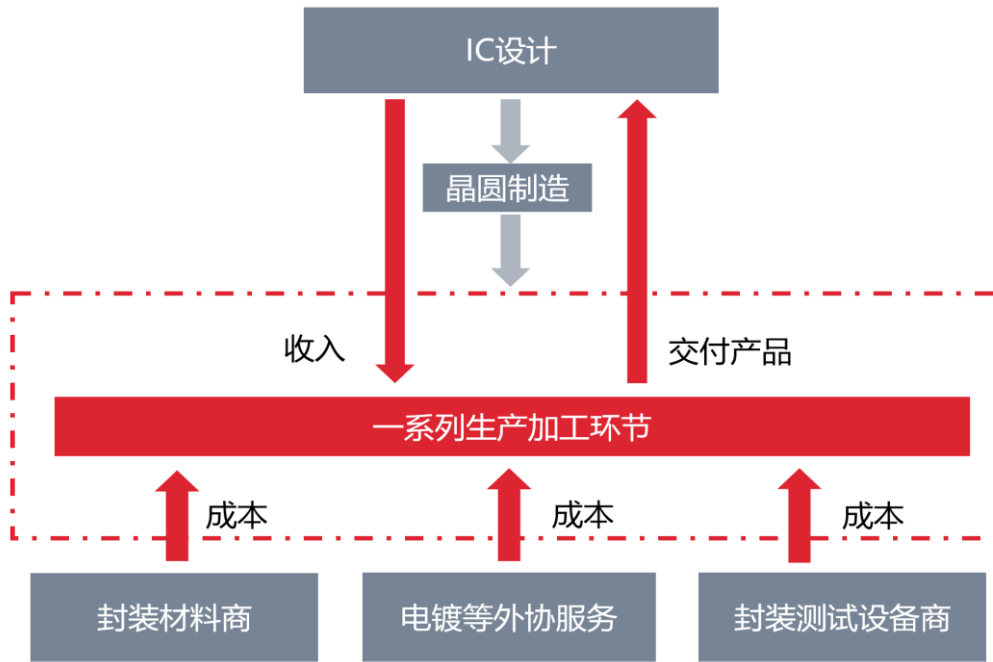 IC设计
晶圆制造
收入
交付产品
一系列生产加工环节
成本
成本
成本
封装材料商
电镀等外协服务
封装测试设备商